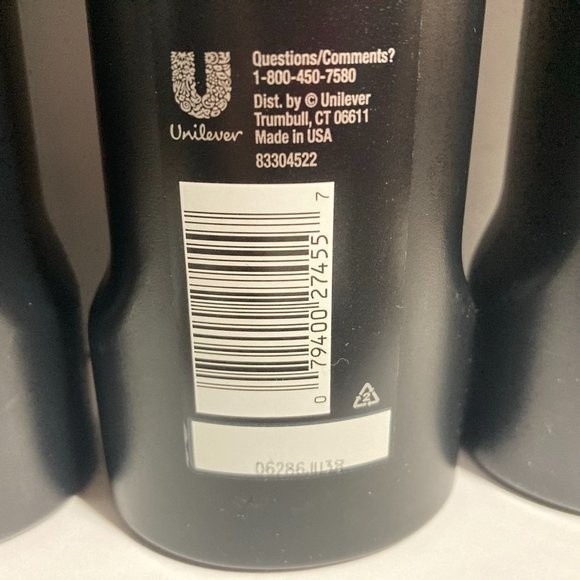 Unilever
Questions/Comments?
1-800-450-7580
Dist. by © Unilever
Trumbull, CT 06611
Made in USA
83304522
0 79400 27455 7
2
06286JU38